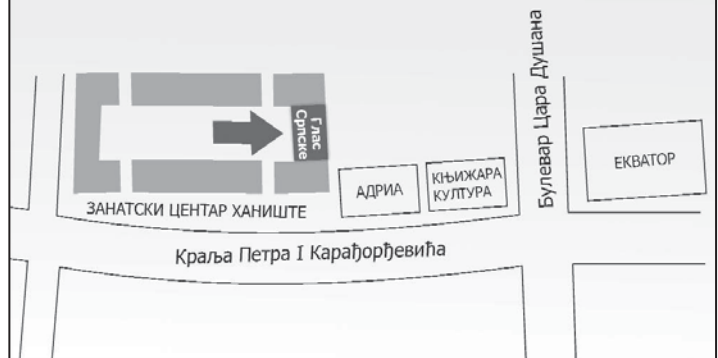 Булевар Цара Душана
Глас
Српске
ЕКВАТОР
АДРИА
КЊИЖАРА
КУЛТУРА
ЗАНАТСКИ ЦЕНТАР ХАНИШТЕ
Краља Петра I Карађорђевића